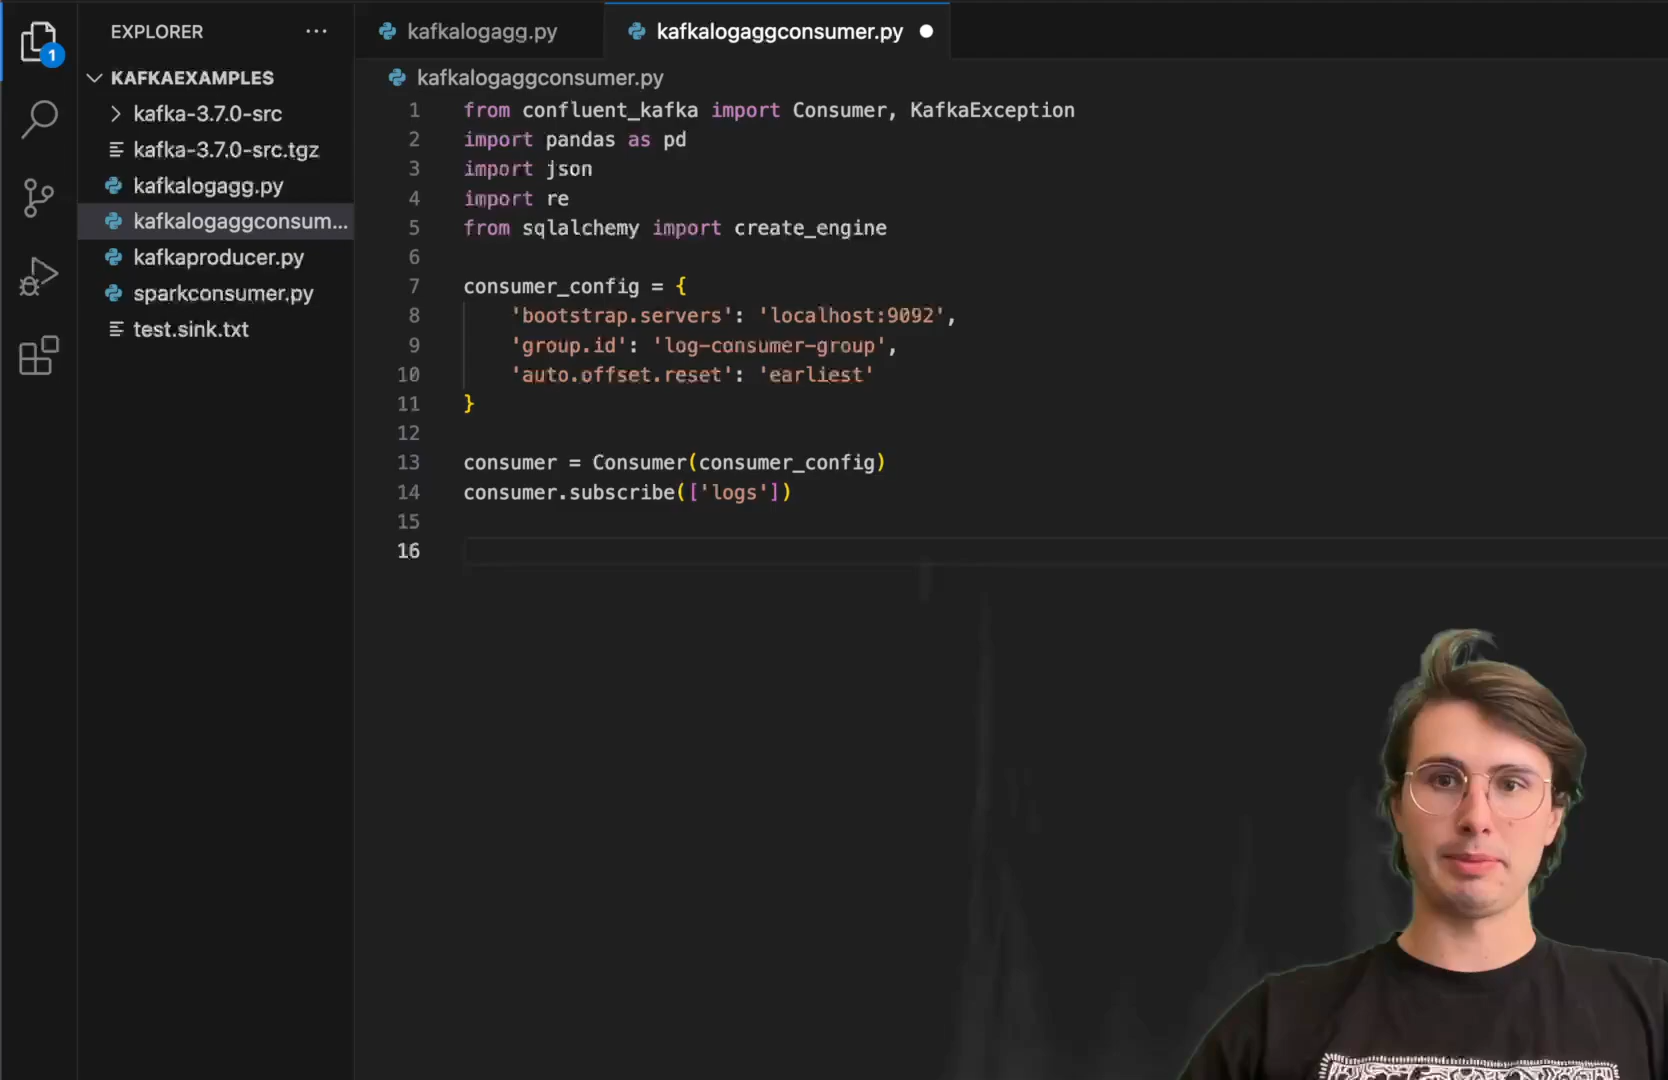 1
EXPLORER
KAFKAEXAMPLES
kafka-3.7.0-src
kafka-3.7.0-src.tgz
kafkalogagg.py
kafkalogaggconsum...
kafkaproducer.py
sparkconsumer.py
test.sink.txt
kafkalogagg.py
kafkalogaggconsumer.py
kafkalogaggconsumer.py
1 from confluent_kafka import Consumer, KafkaException
2 import pandas as pd
3 import json
4 import re
5 from sqlalchemy import create_engine
6
7 consumer_config = {
8 'bootstrap.servers': 'localhost:9092',
9 'group.id': 'log-consumer-group',
10 'auto.offset.reset': 'earliest'
11 }
12
13 consumer = Consumer(consumer_config)
14 consumer.subscribe(['logs'])
15
16